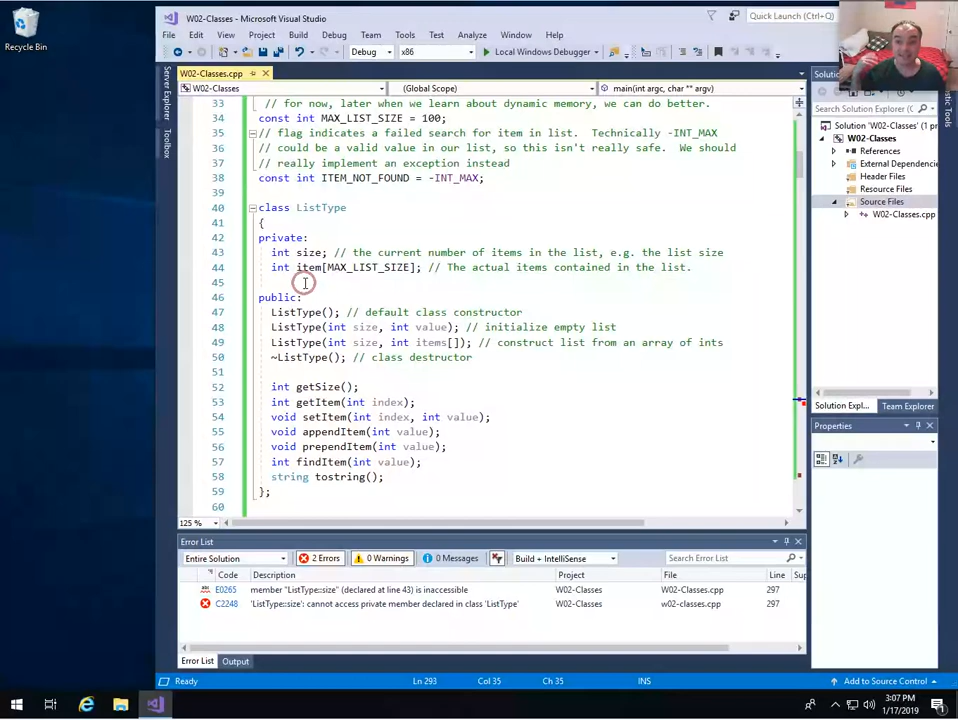 W02-Classes - Microsoft Visual Studio
Quick Launch (Ctrl+Q)
Recycle Bin
File Edit View Project Build Debug Team Tools Test Analyze Window Help
Debug x86 Local Windows Debugger
Server Explorer
Toolbox
W02-Classes.cpp
W02-Classes (Global Scope) main(int argc, char ** argv)
33 // for now, later when we learn about dynamic memory, we can do better.
34 const int MAX_LIST_SIZE = 100;
35 // flag indicates a failed search for item in list.  Technically -INT_MAX
36 // could be a valid value in our list, so this isn't really safe.  We should
37 // really implement an exception instead
38 const int ITEM_NOT_FOUND = -INT_MAX;
39
40 class ListType
41 {
42 private:
43 int size; // the current number of items in the list, e.g. the list size
44 int item[MAX_LIST_SIZE]; // The actual items contained in the list.
45
46 public:
47 ListType(); // default class constructor
48 ListType(int size, int value); // initialize empty list
49 ListType(int size, int items[]); // construct list from an array of ints
50 ~ListType(); // class destructor
51
52 int getSize();
53 int getItem(int index);
54 void setItem(int index, int value);
55 void appendItem(int value);
56 void prependItem(int value);
57 int findItem(int value);
58 string tostring();
59 };
60
125 %
Solution
Search Solution Explorer
Solution 'W02-Classes' (1 pr
W02-Classes
References
External Dependencie
Header Files
Resource Files
Source Files
W02-Classes.cpp
Solution Expl... Team Explorer
Properties
Error List
Entire Solution 2 Errors 0 Warnings 0 Messages Build + IntelliSense Search Error List
Code Description Project File Line Sup
E0265 member "ListType::size" (declared at line 43) is inaccessible W02-Classes W02-Classes.cpp 297
C2248 'ListType::size': cannot access private member declared in class 'ListType' W02-Classes w02-classes.cpp 297
Error List Output
Ready Ln 293 Col 35 Ch 35 INS Add to Source Control
3:07 PM
1/17/2019